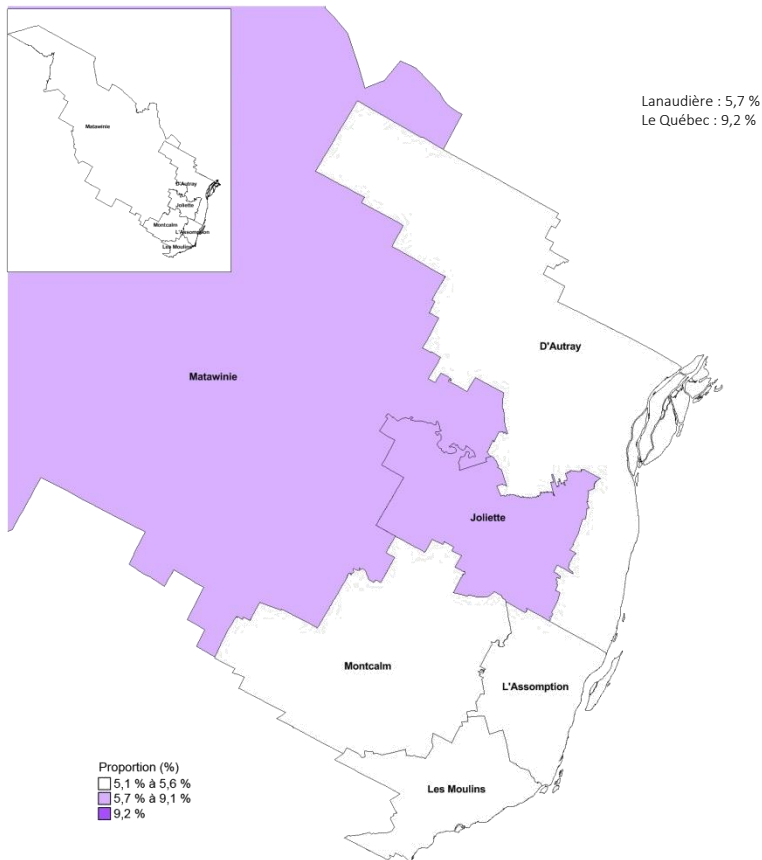 Lanaudière : 5,7 %
Le Québec : 9,2 %
Matawinie
D'Autray
Joliette
Montcalm
L'Assomption
Les Moulins
D'Autray
Matawinie
Joliette
Montcalm
L'Assomption
Les Moulins
Proportion (%)
5,1 % à 5,6 %
5,7 % à 9,1 %
9,2 %